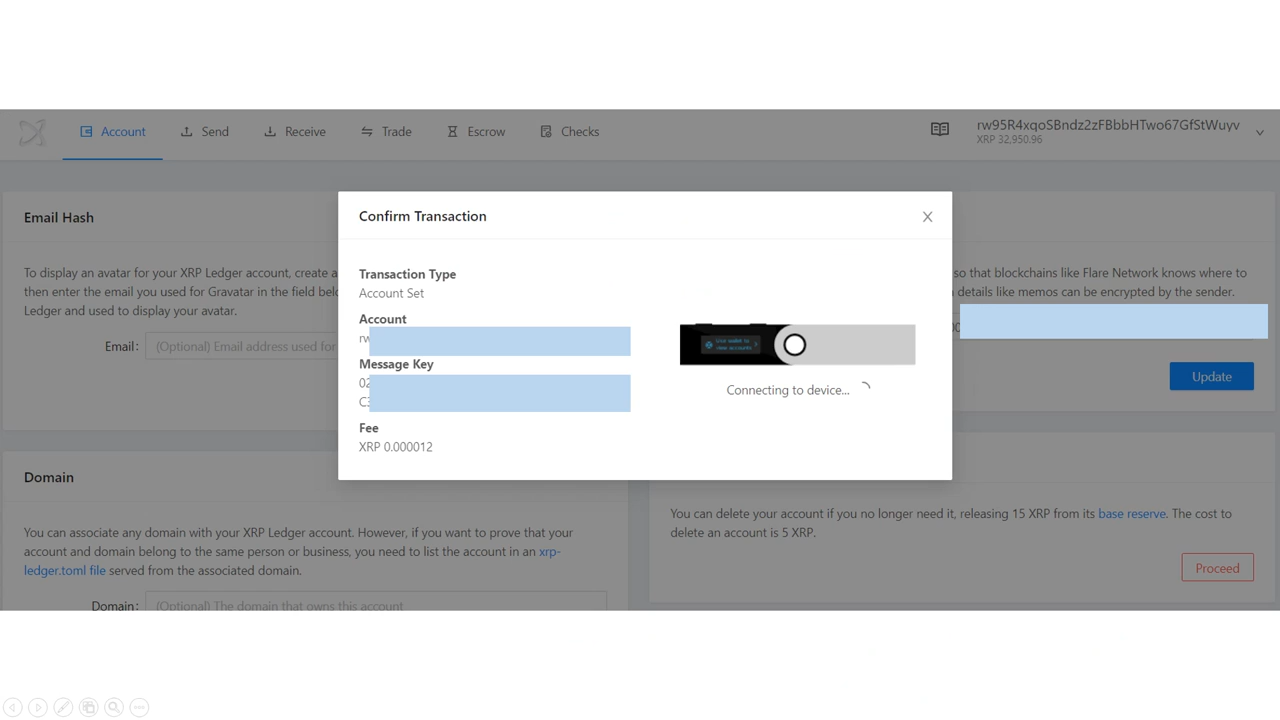 Account
Send
Receive
Trade
Escrow
Checks
rw95R4xqoSBndz2zFBbbHTwo67GfStWuyv
XRP 32,950.96
Email Hash
To display an avatar for your XRP Ledger account, create a
then enter the email you used for Gravatar in the field belo
Ledger and used to display your avatar.
Email:
(Optional) Email address used for
Confirm Transaction
Transaction Type
Account Set
Account
rw
Message Key
02
C3
Fee
XRP 0.000012
Connecting to device...
so that blockchains like Flare Network knows where to
details like memos can be encrypted by the sender.
Update
Domain
You can associate any domain with your XRP Ledger account. However, if you want to prove that your
account and domain belong to the same person or business, you need to list the account in an xrp-
ledger.toml file served from the associated domain.
Domain:
(Optional) The domain that owns this account
You can delete your account if you no longer need it, releasing 15 XRP from its base reserve. The cost to
delete an account is 5 XRP.
Proceed